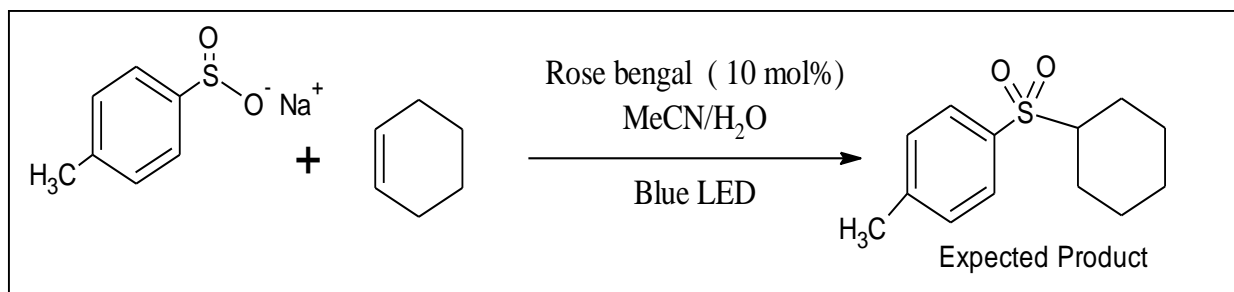 O
S
O⁻ Na⁺
H₃C
+
Rose bengal ( 10 mol%)
MeCN/H₂O
Blue LED
O O
S
H₃C
Expected Product